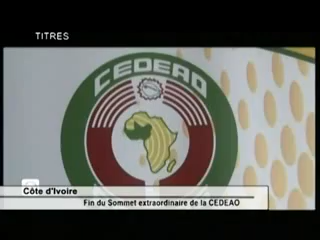 TITRES
CEDEAO
Côte d'Ivoire
Fin du Sommet extraordinaire de la CEDEAO